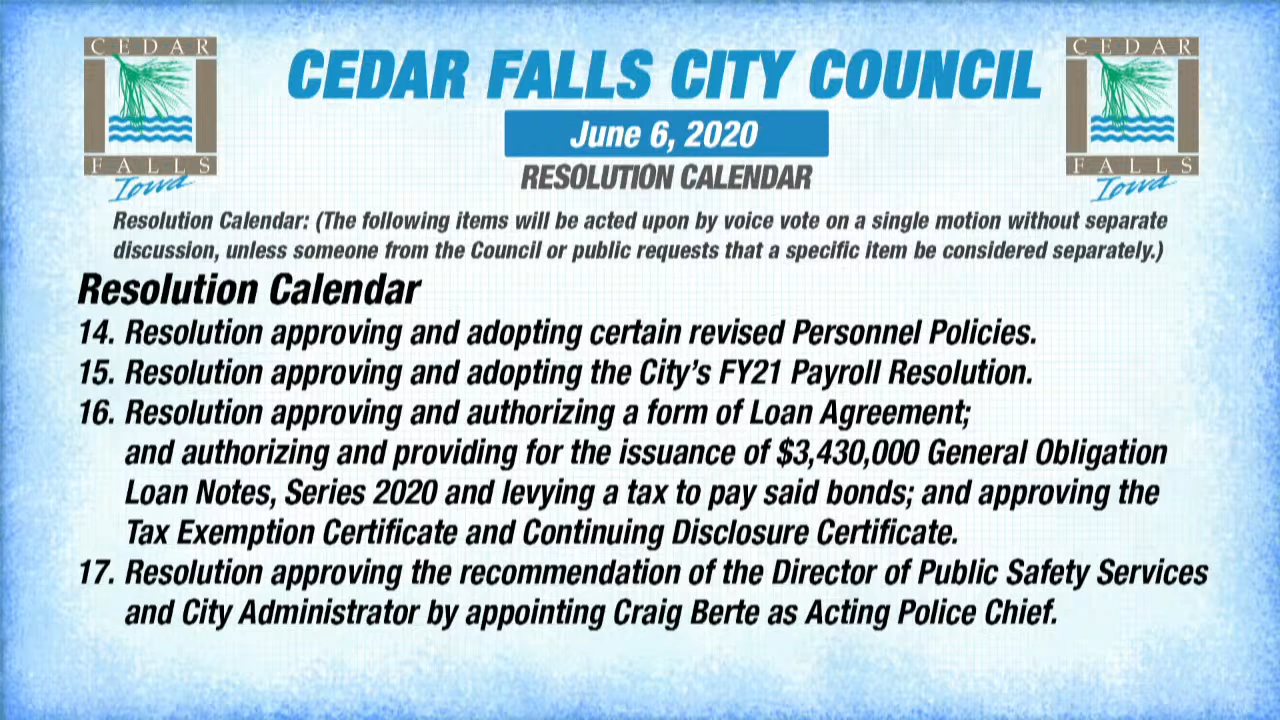 CEDAR
FALLS
Iowa
CEDAR FALLS CITY COUNCIL
June 6, 2020
RESOLUTION CALENDAR
CEDAR
FALLS
Iowa
Resolution Calendar: (The following items will be acted upon by voice vote on a single motion without separate
discussion, unless someone from the Council or public requests that a specific item be considered separately.)
Resolution Calendar
14. Resolution approving and adopting certain revised Personnel Policies.
15. Resolution approving and adopting the City's FY21 Payroll Resolution.
16. Resolution approving and authorizing a form of Loan Agreement;
and authorizing and providing for the issuance of $3,430,000 General Obligation
Loan Notes, Series 2020 and levying a tax to pay said bonds; and approving the
Tax Exemption Certificate and Continuing Disclosure Certificate.
17. Resolution approving the recommendation of the Director of Public Safety Services
and City Administrator by appointing Craig Berte as Acting Police Chief.